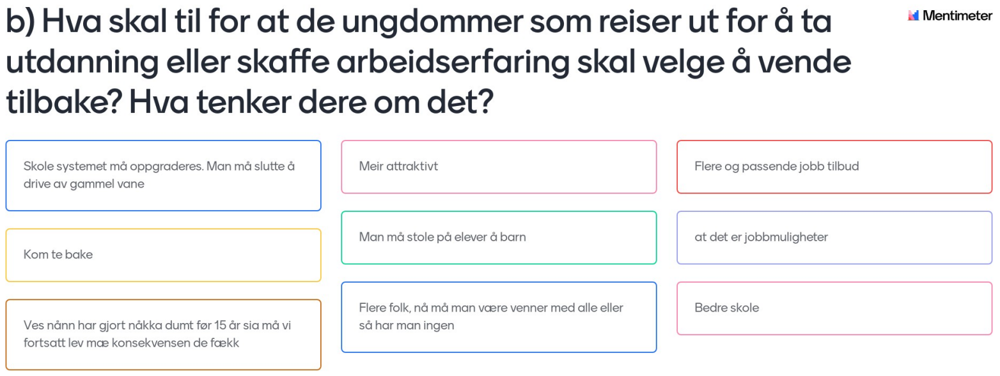 b) Hva skal til for at de ungdommer som reiser ut for å ta
utdanning eller skaffe arbeidserfaring skal velge å vende
tilbake? Hva tenker dere om det?
Mentimeter
Skole systemet må oppgraderes. Man må slutte å
drive av gammel vane
Kom te bake
Ves nånn har gjort nåkka dumt før 15 år sia må vi
fortsatt lev mæ konsekvensen de fækk
Meir attraktivt
Man må stole på elever å barn
Flere folk, nå må man være venner med alle eller
så har man ingen
Flere og passende jobb tilbud
at det er jobbmuligheter
Bedre skole